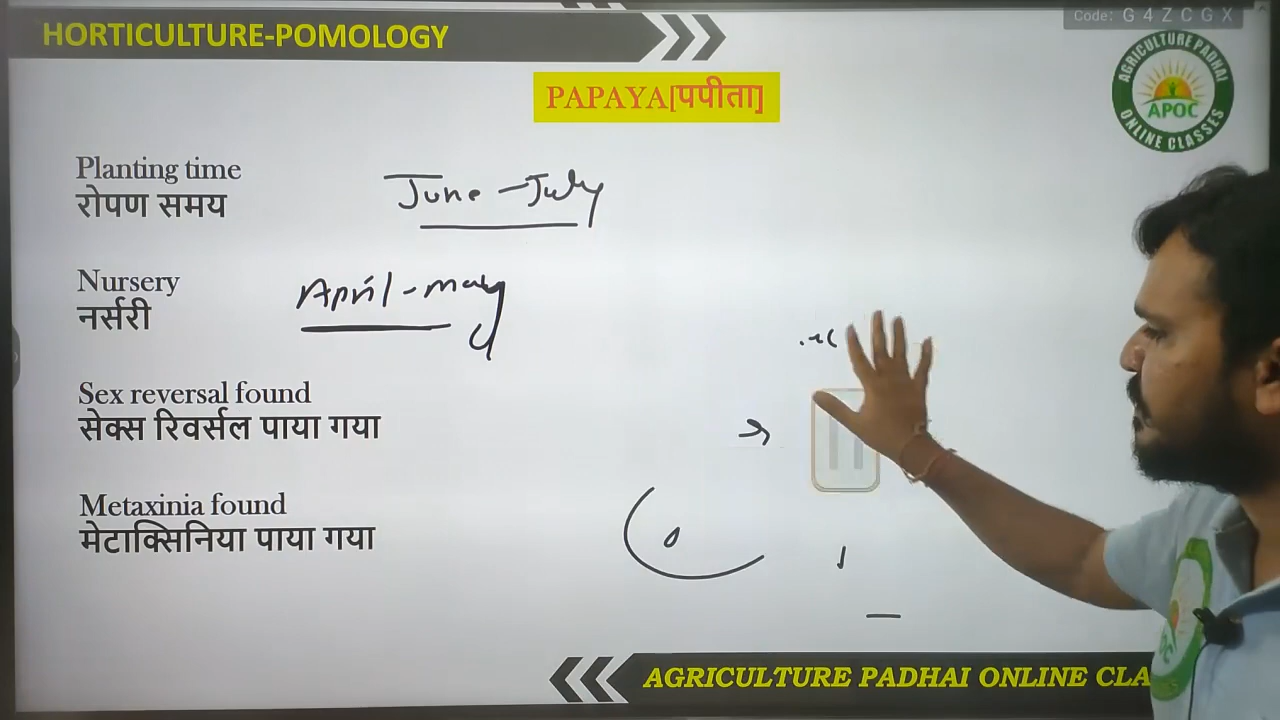 Code: G4ZCGX
HORTICULTURE-POMOLOGY
PAPAYA[पपीता]
AGRICULTURE PADHAI
APOC
ONLINE CLASSES
Planting time
रोपण समय
June - July
Nursery
नर्सरी
April - may
Sex reversal found
सेक्स रिवर्सल पाया गया
Metaxinia found
मेटाक्सिनिया पाया गया
AGRICULTURE PADHAI ONLINE CLA